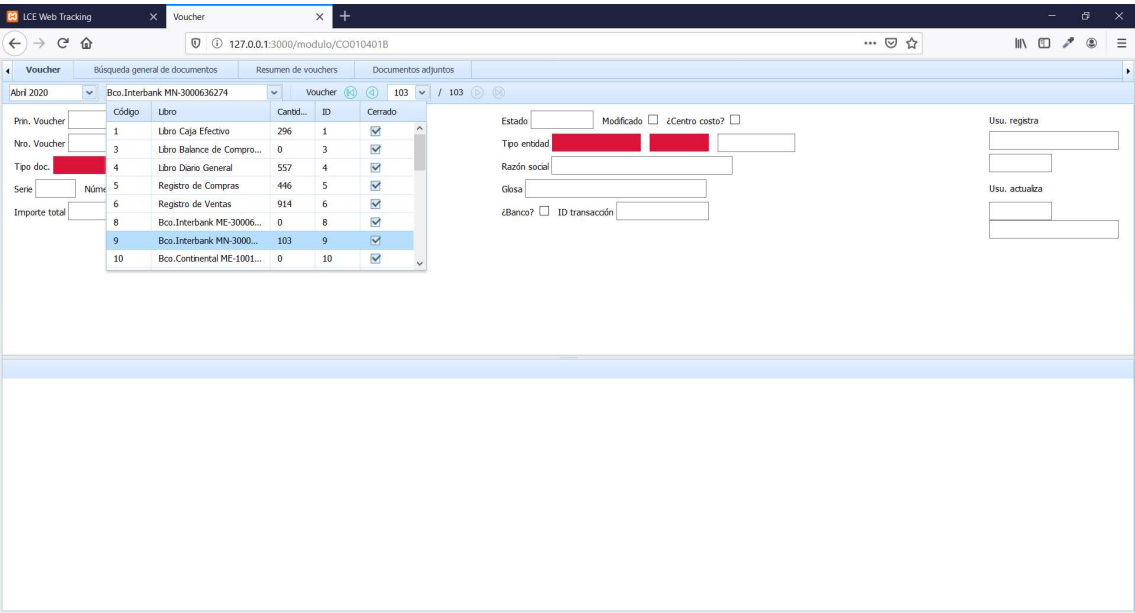 LCE Web Tracking
Voucher
127.0.0.1:3000/modulo/CO010401B
Voucher Búsqueda general de documentos Resumen de vouchers Documentos adjuntos
Abril 2020 Bco.Interbank MN-3000636274 Voucher 103 / 103
Código Libro Cantid... ID Cerrado
1 Libro Caja Efectivo 296 1
3 Libro Balance de Compro... 0 3
4 Libro Diario General 557 4
5 Registro de Compras 446 5
6 Registro de Ventas 914 6
8 Bco.Interbank ME-30006... 0 8
9 Bco.Interbank MN-3000... 103 9
10 Bco.Continental ME-1001... 0 10
Prin. Voucher
Nro. Voucher
Tipo doc.
Serie Núme
Importe total
Estado Modificado ¿Centro costo?
Tipo entidad
Razón social
Glosa
¿Banco? ID transacción
Usu. registra
Usu. actualiza